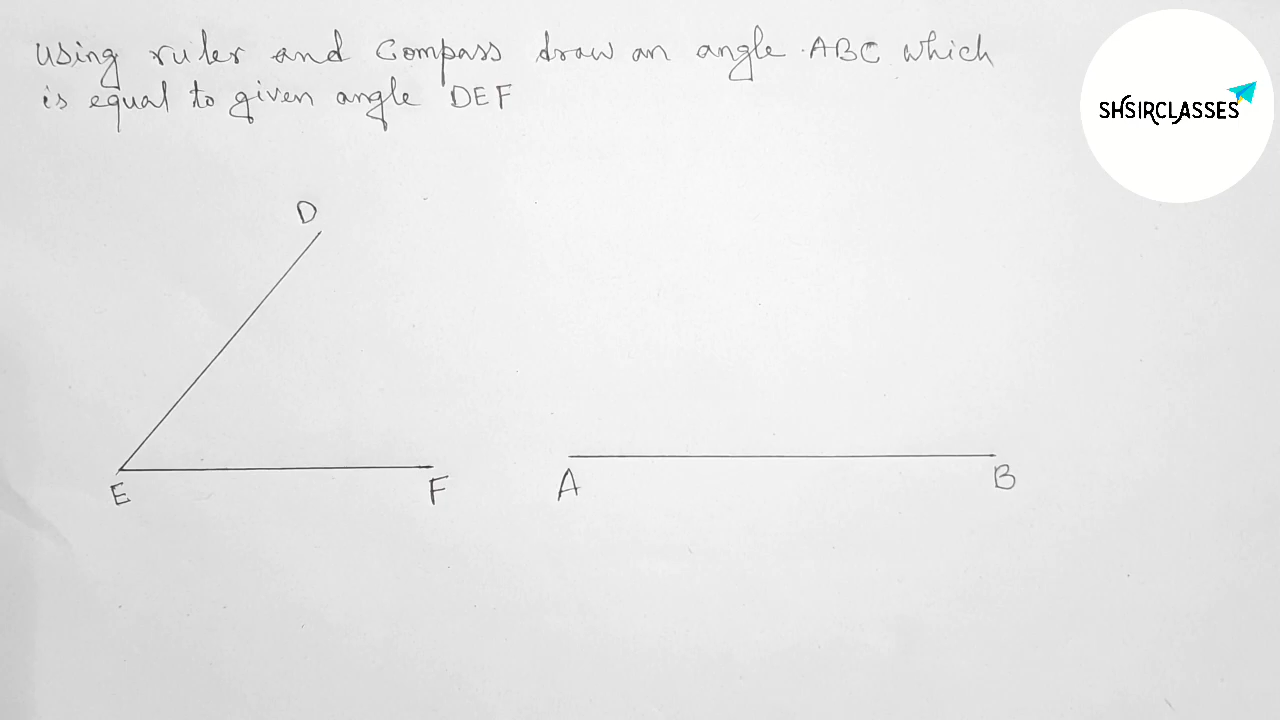 Using ruler and Compass draw an angle ABC which
is equal to given angle DEF
SHSIRCLASSES
D
E
F
A
B